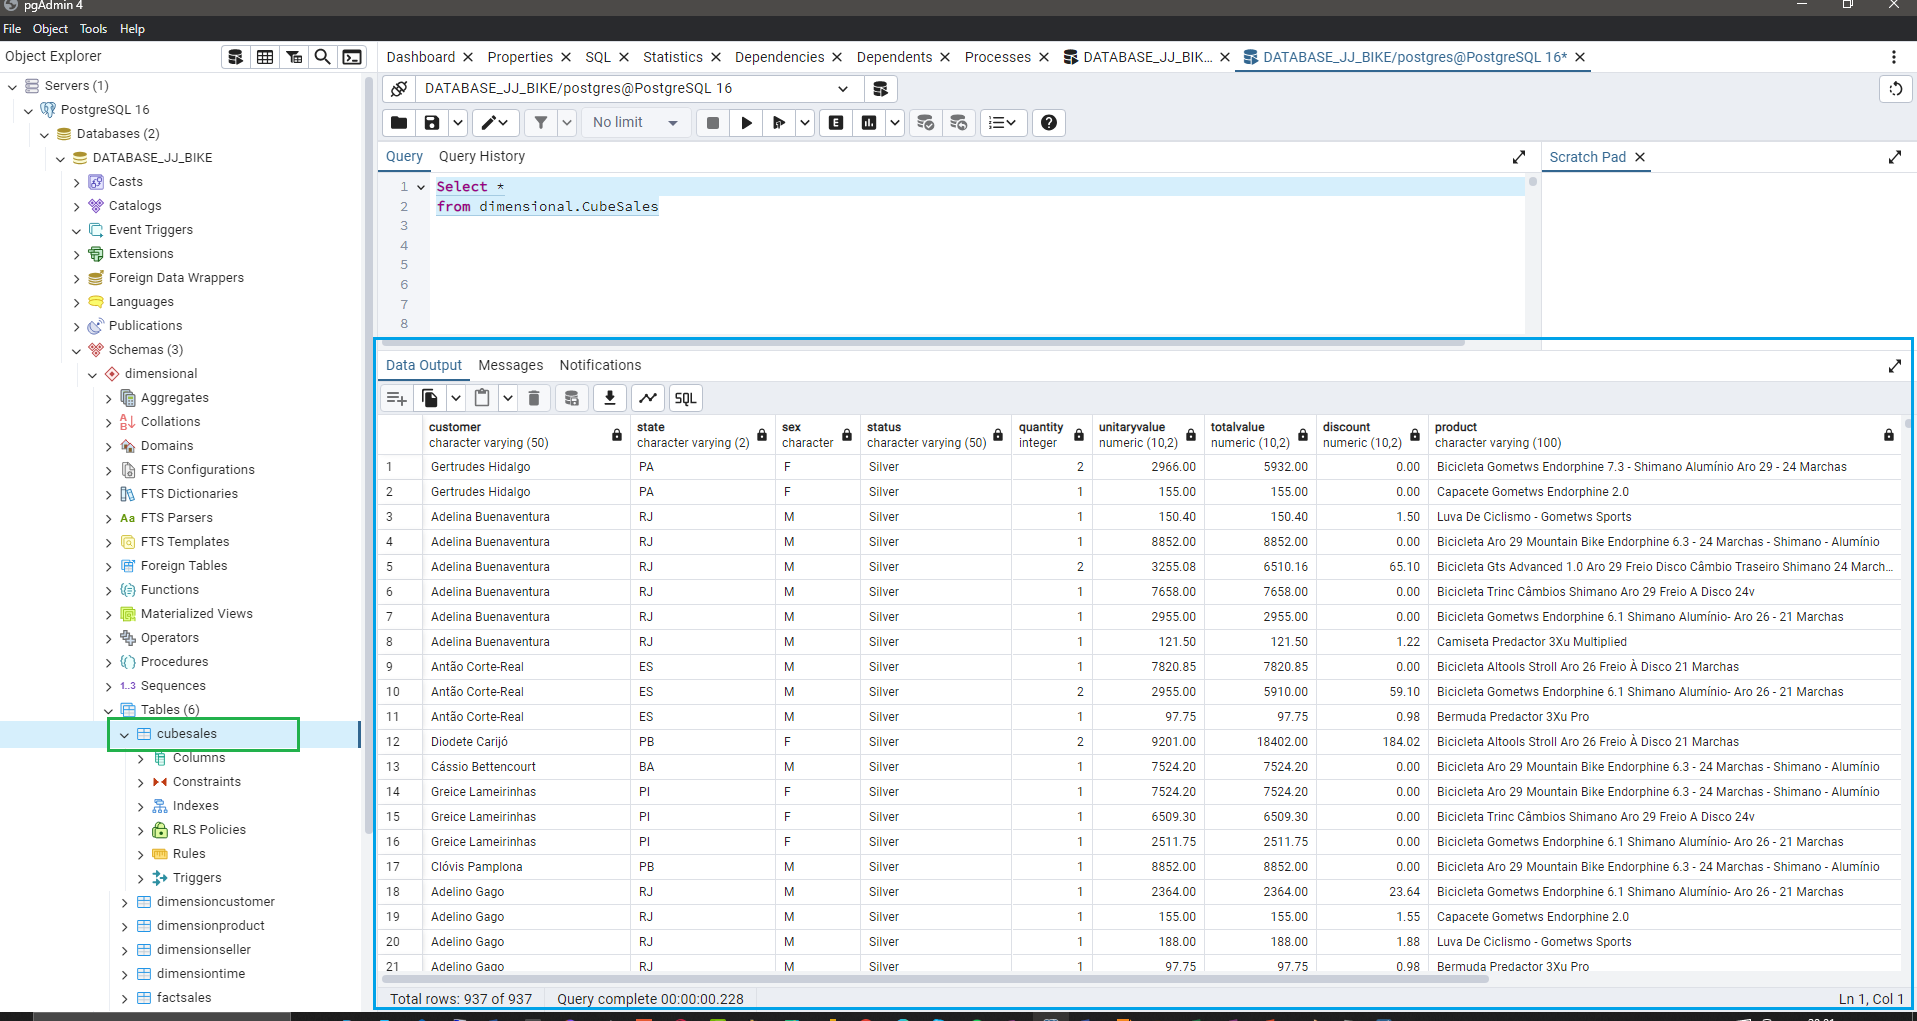 pgAdmin 4
File Object Tools Help
Object Explorer
Dashboard Properties SQL Statistics Dependencies Dependents Processes DATABASE_JJ_BIK... DATABASE_JJ_BIKE/postgres@PostgreSQL 16*
Servers (1)
PostgreSQL 16
Databases (2)
DATABASE_JJ_BIKE
Casts
Catalogs
Event Triggers
Extensions
Foreign Data Wrappers
Languages
Publications
Schemas (3)
dimensional
Aggregates
Collations
Domains
FTS Configurations
FTS Dictionaries
FTS Parsers
FTS Templates
Foreign Tables
Functions
Materialized Views
Operators
Procedures
1..3 Sequences
Tables (6)
cubesales
Columns
Constraints
Indexes
RLS Policies
Rules
Triggers
dimensioncustomer
dimensionproduct
dimensionseller
dimensiontime
factsales
DATABASE_JJ_BIKE/postgres@PostgreSQL 16
No limit E
Query Query History Scratch Pad
1 Select *
2 from dimensional.CubeSales
3
4
5
6
7
8
Data Output Messages Notifications
SQL
customer state sex status quantity unitaryvalue totalvalue discount product
character varying (50) character varying (2) character character varying (50) integer numeric (10,2) numeric (10,2) numeric (10,2) character varying (100)
1 Gertrudes Hidalgo PA F Silver 2 2966.00 5932.00 0.00 Bicicleta Gometws Endorphine 7.3 - Shimano Alumínio Aro 29 - 24 Marchas
2 Gertrudes Hidalgo PA F Silver 1 155.00 155.00 0.00 Capacete Gometws Endorphine 2.0
3 Adelina Buenaventura RJ M Silver 1 150.40 150.40 1.50 Luva De Ciclismo - Gometws Sports
4 Adelina Buenaventura RJ M Silver 1 8852.00 8852.00 0.00 Bicicleta Aro 29 Mountain Bike Endorphine 6.3 - 24 Marchas - Shimano - Alumínio
5 Adelina Buenaventura RJ M Silver 2 3255.08 6510.16 65.10 Bicicleta Gts Advanced 1.0 Aro 29 Freio Disco Câmbio Traseiro Shimano 24 March...
6 Adelina Buenaventura RJ M Silver 1 7658.00 7658.00 0.00 Bicicleta Trinc Câmbios Shimano Aro 29 Freio A Disco 24v
7 Adelina Buenaventura RJ M Silver 1 2955.00 2955.00 0.00 Bicicleta Gometws Endorphine 6.1 Shimano Alumínio- Aro 26 - 21 Marchas
8 Adelina Buenaventura RJ M Silver 1 121.50 121.50 1.22 Camiseta Predactor 3Xu Multiplied
9 Antão Corte-Real ES M Silver 1 7820.85 7820.85 0.00 Bicicleta Altools Stroll Aro 26 Freio À Disco 21 Marchas
10 Antão Corte-Real ES M Silver 2 2955.00 5910.00 59.10 Bicicleta Gometws Endorphine 6.1 Shimano Alumínio- Aro 26 - 21 Marchas
11 Antão Corte-Real ES M Silver 1 97.75 97.75 0.98 Bermuda Predactor 3Xu Pro
12 Diodete Carijó PB F Silver 2 9201.00 18402.00 184.02 Bicicleta Altools Stroll Aro 26 Freio À Disco 21 Marchas
13 Cássio Bettencourt BA M Silver 1 7524.20 7524.20 0.00 Bicicleta Aro 29 Mountain Bike Endorphine 6.3 - 24 Marchas - Shimano - Alumínio
14 Greice Lameirinhas PI F Silver 1 7524.20 7524.20 0.00 Bicicleta Aro 29 Mountain Bike Endorphine 6.3 - 24 Marchas - Shimano - Alumínio
15 Greice Lameirinhas PI F Silver 1 6509.30 6509.30 0.00 Bicicleta Trinc Câmbios Shimano Aro 29 Freio A Disco 24v
16 Greice Lameirinhas PI F Silver 1 2511.75 2511.75 0.00 Bicicleta Gometws Endorphine 6.1 Shimano Alumínio- Aro 26 - 21 Marchas
17 Clóvis Pamplona PB M Silver 1 8852.00 8852.00 0.00 Bicicleta Aro 29 Mountain Bike Endorphine 6.3 - 24 Marchas - Shimano - Alumínio
18 Adelino Gago RJ M Silver 1 2364.00 2364.00 23.64 Bicicleta Gometws Endorphine 6.1 Shimano Alumínio- Aro 26 - 21 Marchas
19 Adelino Gago RJ M Silver 1 155.00 155.00 1.55 Capacete Gometws Endorphine 2.0
20 Adelino Gago RJ M Silver 1 188.00 188.00 1.88 Luva De Ciclismo - Gometws Sports
21 Adelino Gago RJ M Silver 1 97.75 97.75 0.98 Bermuda Predactor 3Xu Pro
Total rows: 937 of 937 Query complete 00:00:00.228 Ln 1, Col 1